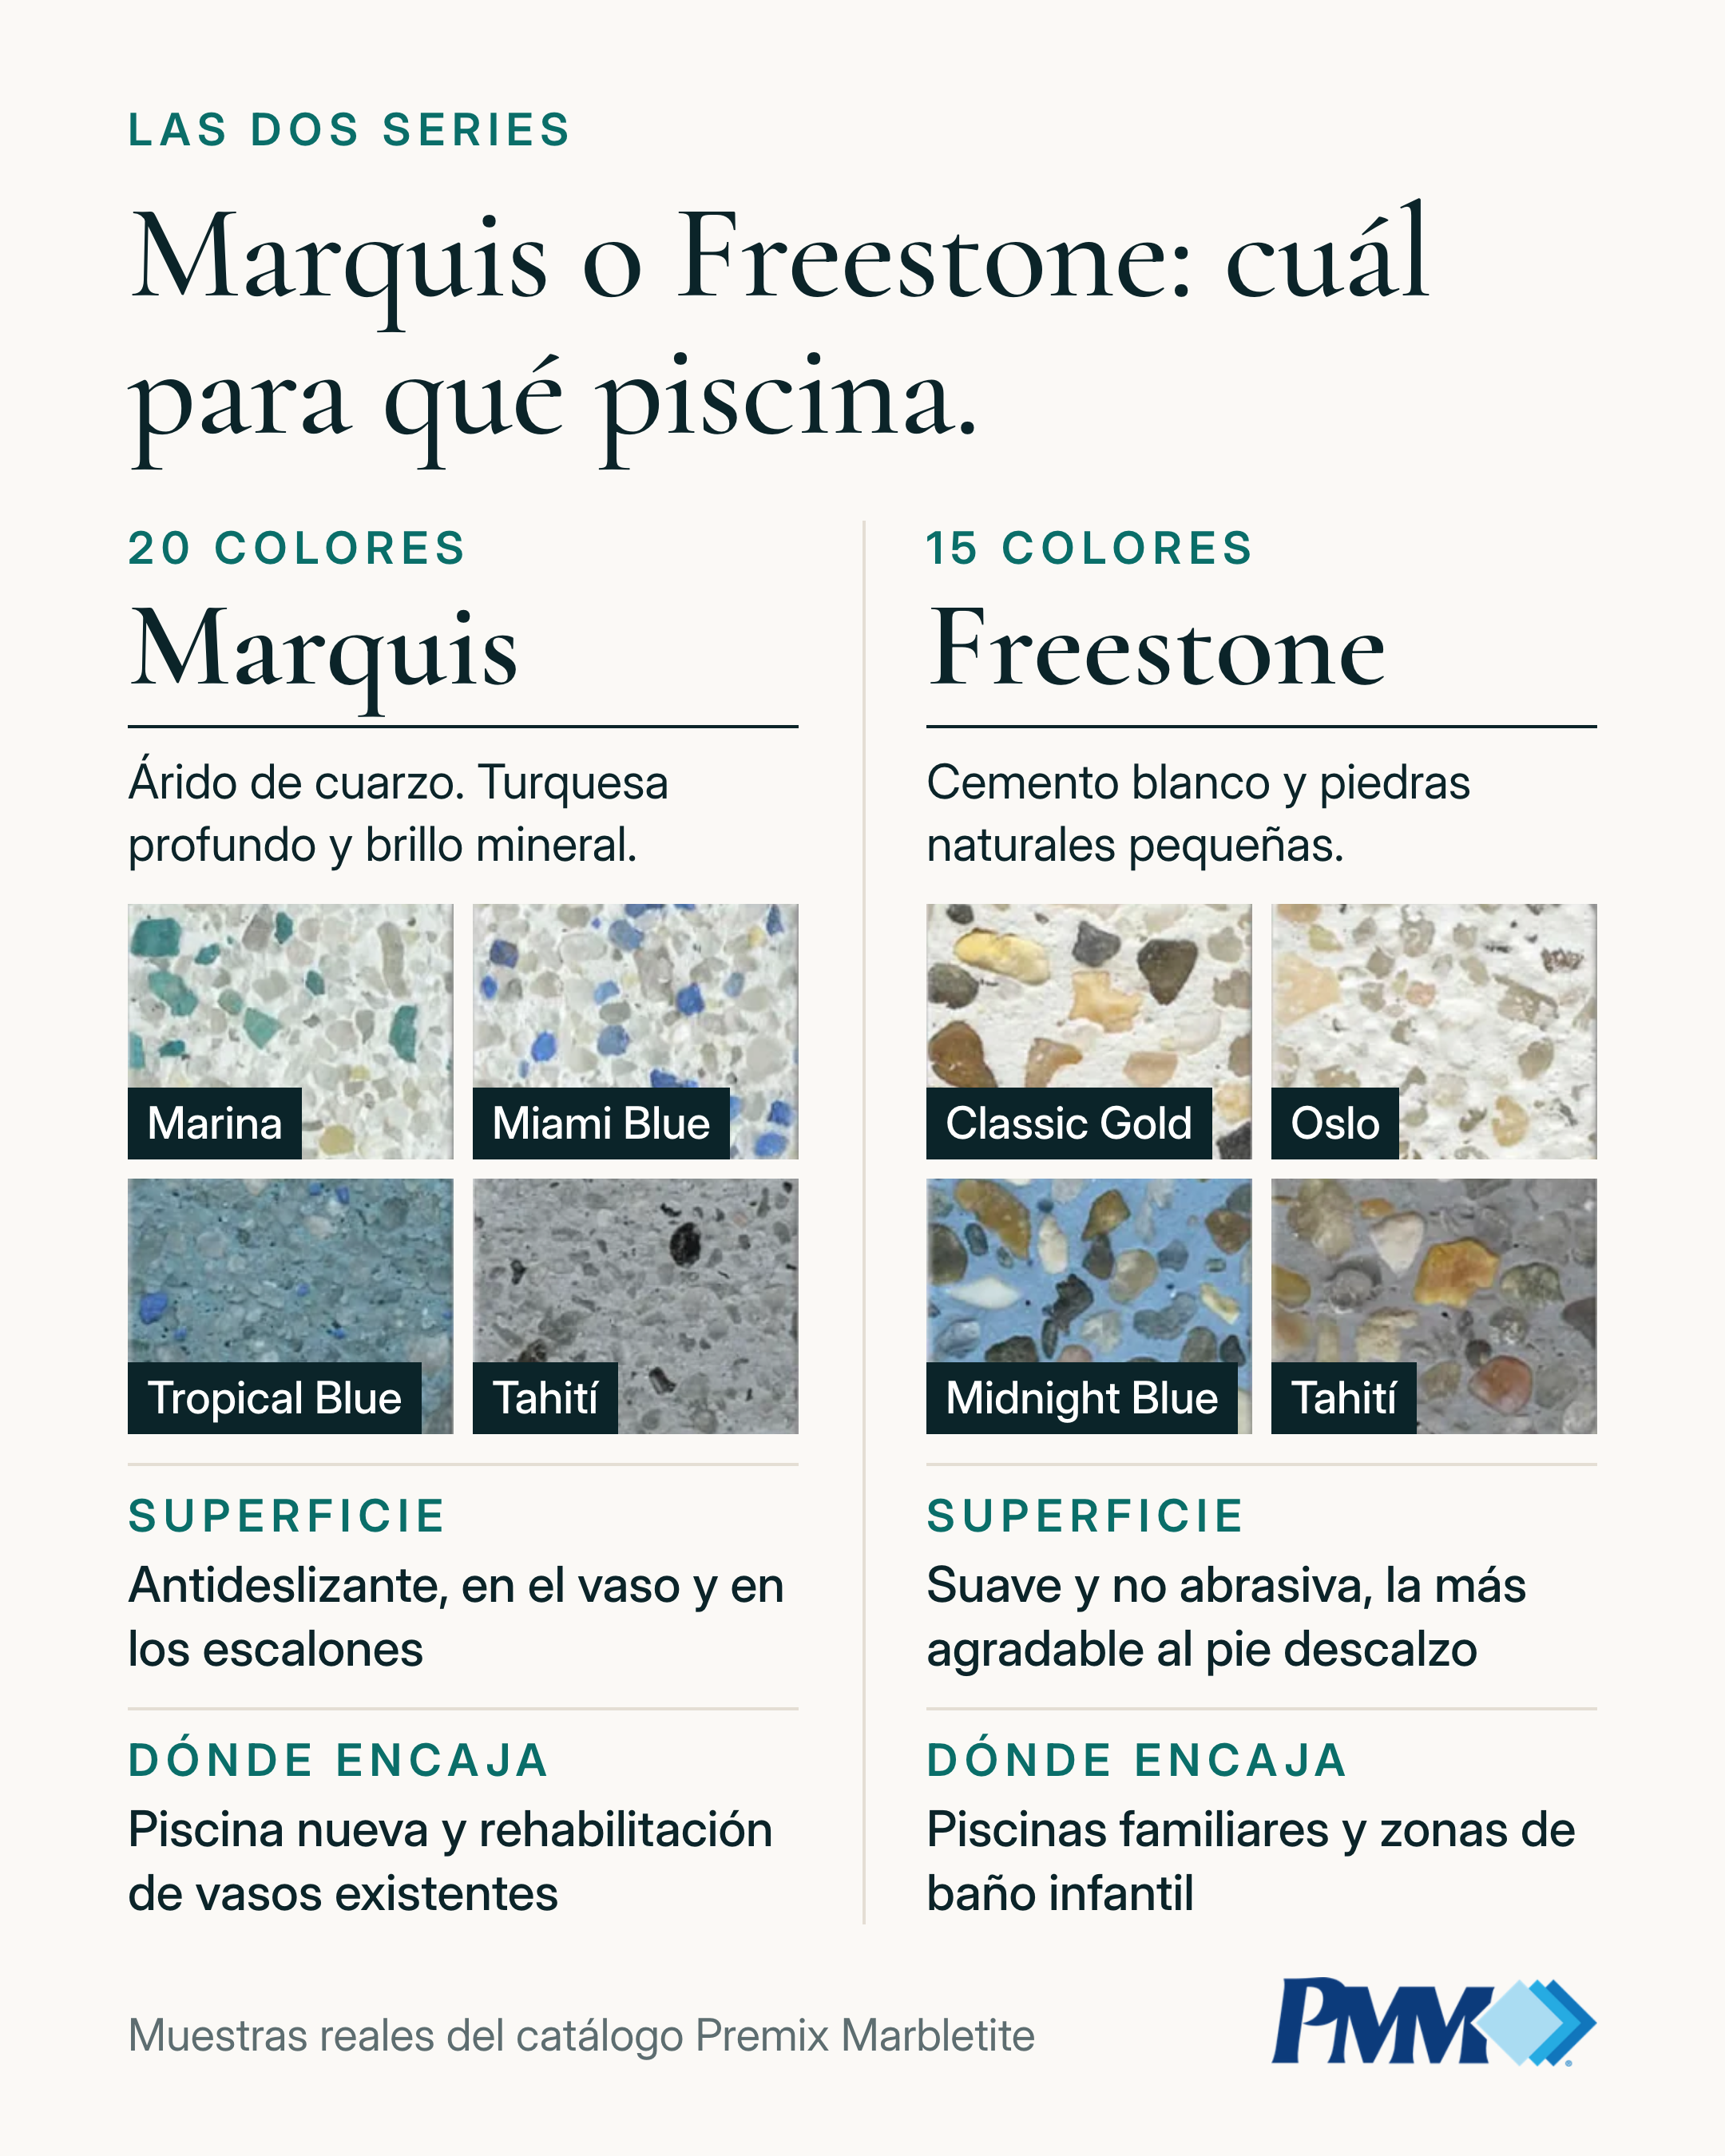 LAS DOS SERIES
Marquis o Freestone: cuál
para qué piscina.
20 COLORES
Marquis
Árido de cuarzo. Turquesa
profundo y brillo mineral.
Marina
Miami Blue
Tropical Blue
Tahití
SUPERFICIE
Antideslizante, en el vaso y en
los escalones
DÓNDE ENCAJA
Piscina nueva y rehabilitación
de vasos existentes
15 COLORES
Freestone
Cemento blanco y piedras
naturales pequeñas.
Classic Gold
Oslo
Midnight Blue
Tahití
SUPERFICIE
Suave y no abrasiva, la más
agradable al pie descalzo
DÓNDE ENCAJA
Piscinas familiares y zonas de
baño infantil
Muestras reales del catálogo Premix Marbletite
PMM